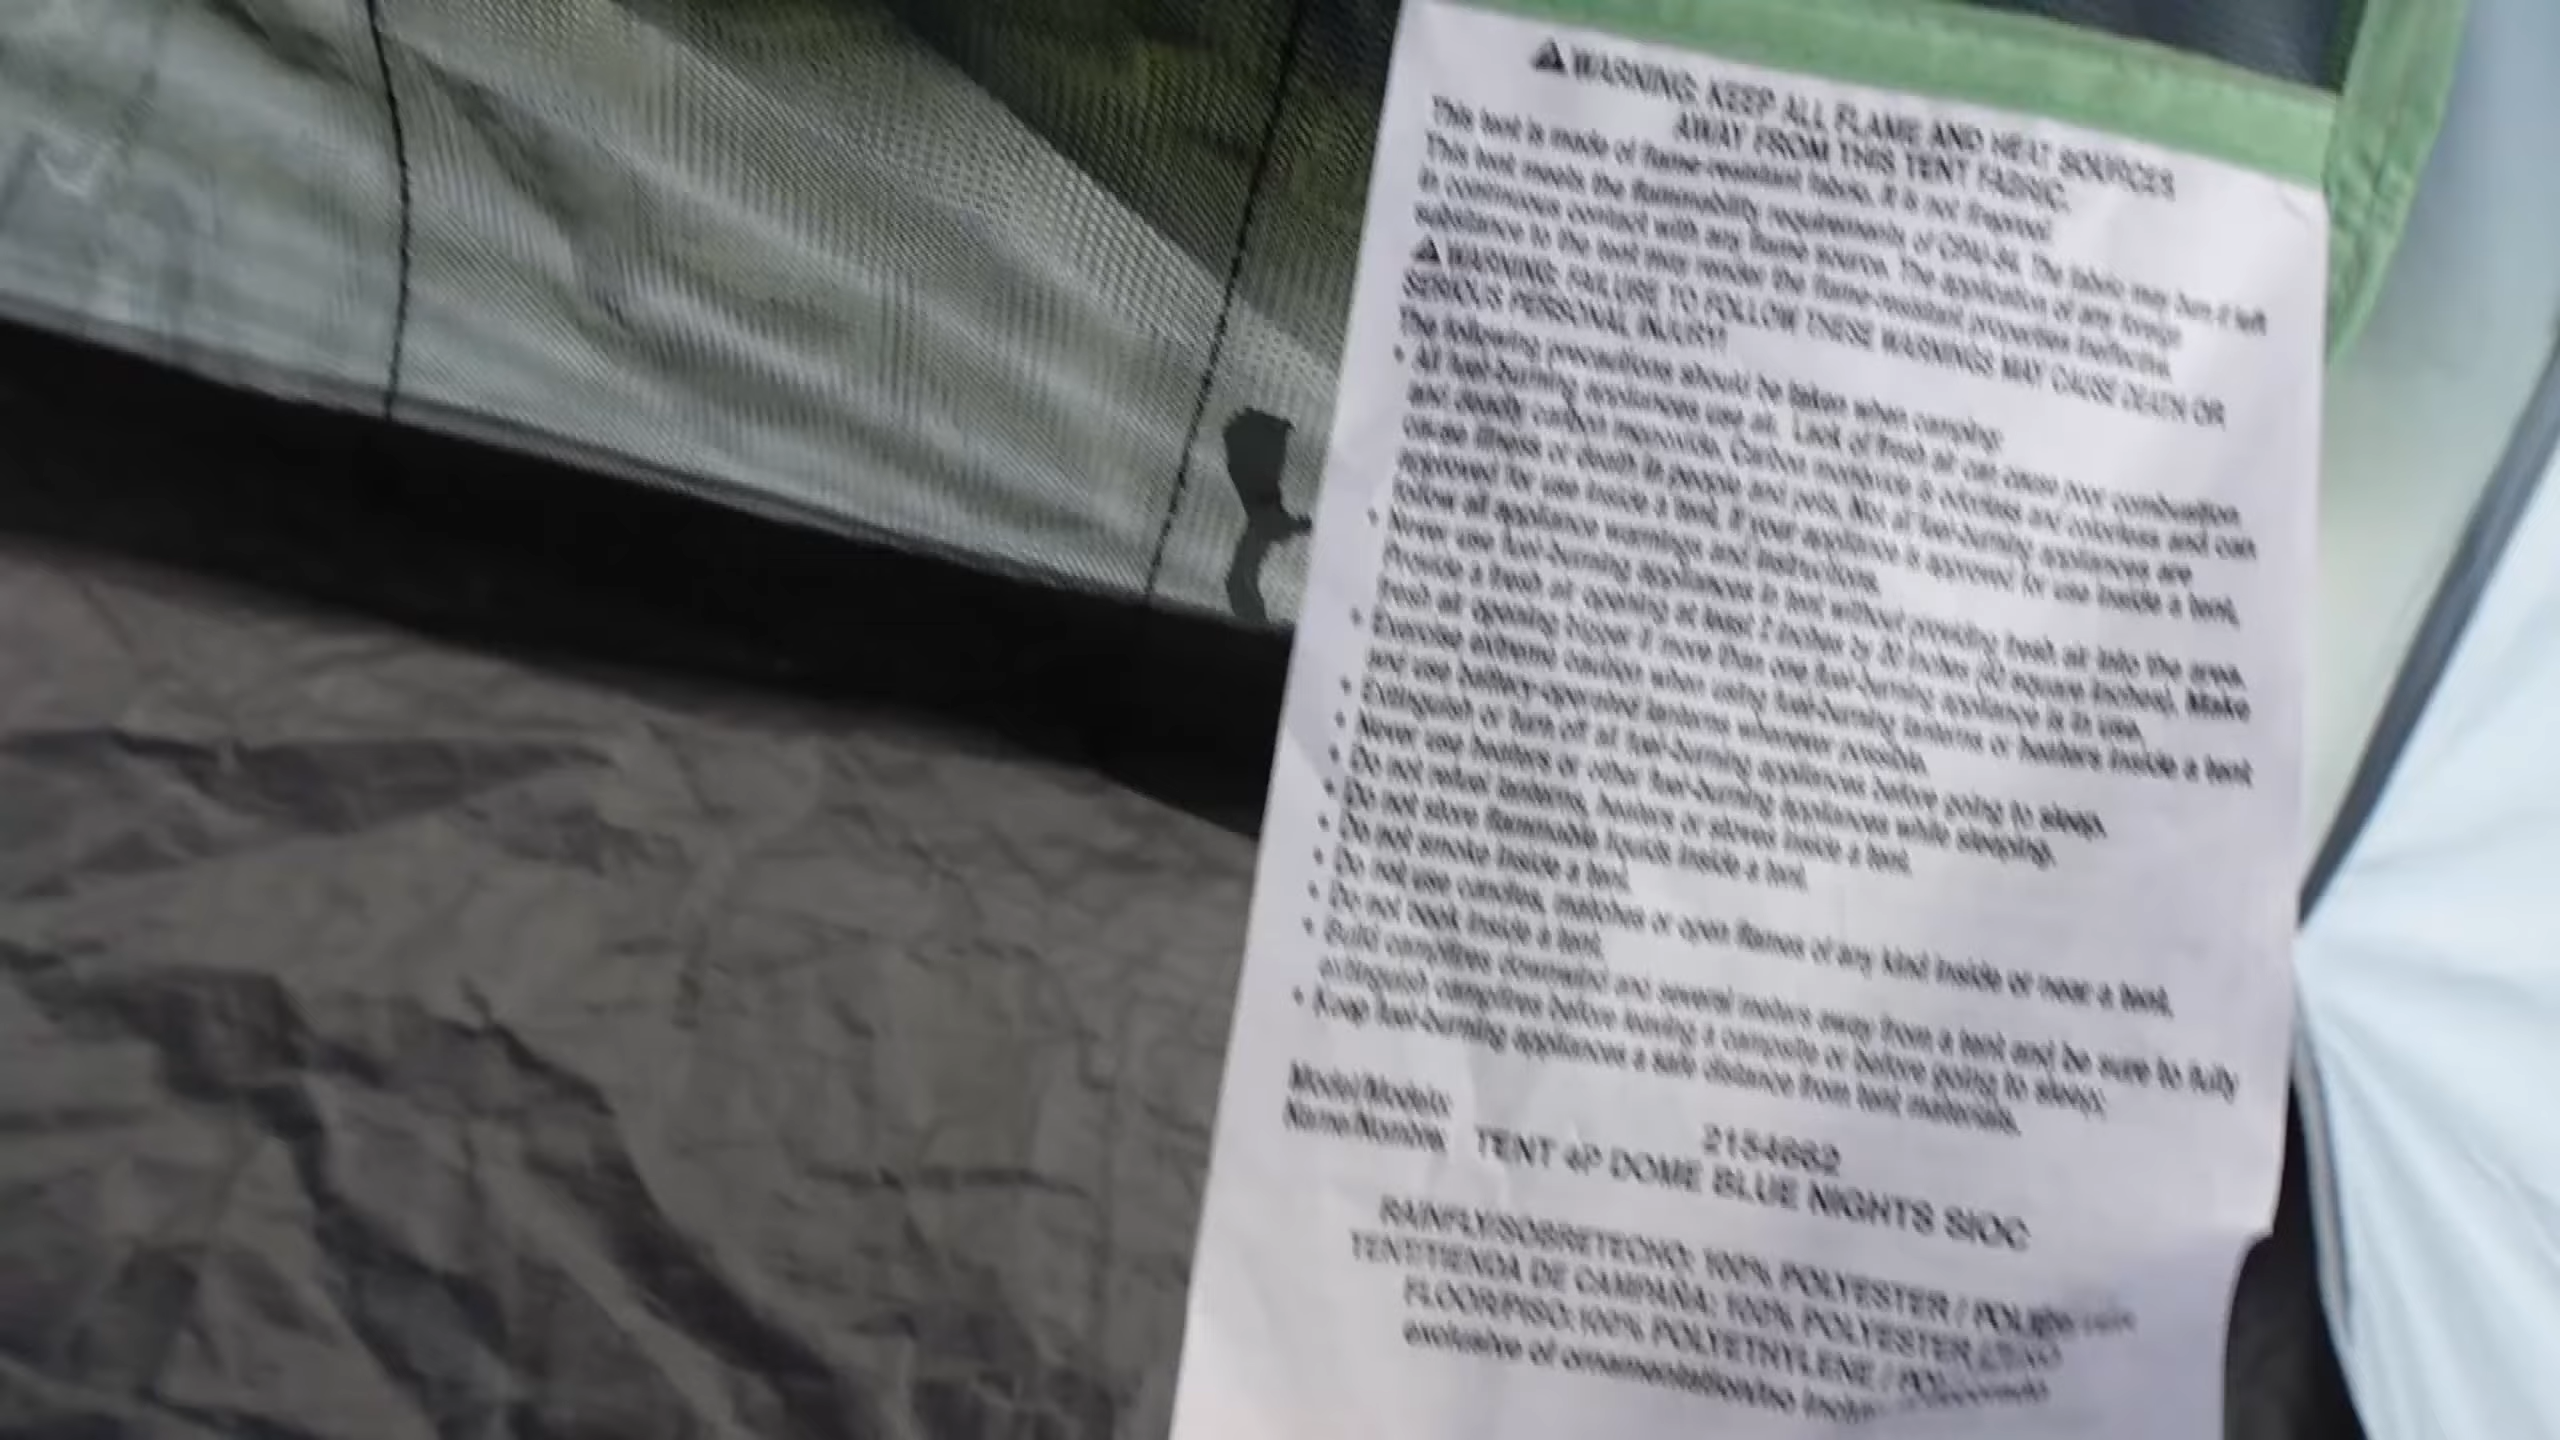 ⚠ WARNING: KEEP ALL FLAME AND HEAT SOURCES
AWAY FROM THIS TENT FABRIC.
This tent is made of flame-resistant fabric. It is not fireproof.
This tent meets the flammability requirements of CPAI-84. The fabric may burn if left
in continuous contact with any flame source. The application of any foreign
substance to the tent may render the flame-resistant properties ineffective.
⚠ WARNING: FAILURE TO FOLLOW THESE WARNINGS MAY CAUSE DEATH OR
SERIOUS PERSONAL INJURY!
The following precautions should be taken when camping:
• All fuel-burning appliances use air. Lack of fresh air can cause poor combustion
and deadly carbon monoxide. Carbon monoxide is odorless and colorless and can
cause illness or death in people and pets. Not all fuel-burning appliances are
approved for use inside a tent. If your appliance is approved for use inside a tent,
follow all appliance warnings and instructions.
• Never use fuel-burning appliances in tent without providing fresh air into the area.
Provide a fresh air opening at least 2 inches by 20 inches (40 square inches). Make
fresh air opening bigger if more than one fuel-burning appliance is in use.
• Exercise extreme caution when using fuel-burning lanterns or heaters inside a tent
and use battery-operated lanterns whenever possible.
• Extinguish or turn off all fuel-burning appliances before going to sleep.
• Never use heaters or other fuel-burning appliances while sleeping.
• Do not refuel lanterns, heaters or stoves inside a tent.
• Do not store flammable liquids inside a tent.
• Do not smoke inside a tent.
• Do not use candles, matches or open flames of any kind inside or near a tent.
• Do not cook inside a tent.
• Build campfires downwind and several meters away from a tent and be sure to fully
extinguish campfires before leaving a campsite or before going to sleep.
• Keep fuel-burning appliances a safe distance from tent materials.
Model/Modelo: 2154662
Name/Nombre: TENT 4P DOME BLUE NIGHTS SIOC
RAINFLY/SOBRETECHO: 100% POLYESTER /
TENT/TIENDA DE CAMPAÑA: 100% POLYESTER
FLOOR/PISO: 100% POLYETHYLENE /
exclusive of ornamentation/no